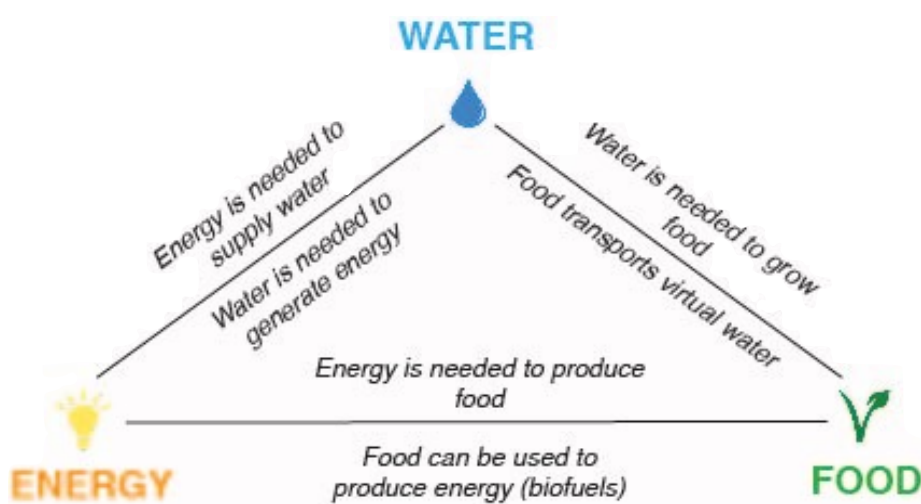 WATER
Energy is needed to
supply water
Water is needed to
generate energy
Water is needed to grow
food
Food transports virtual water
Energy is needed to produce
food
Food can be used to
produce energy (biofuels)
ENERGY
FOOD